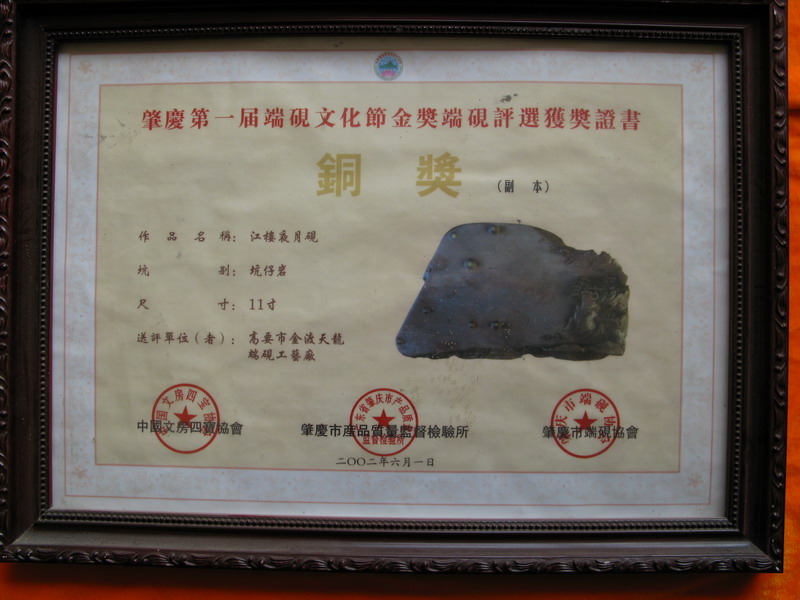 肇慶第一届端硯文化節金獎端硯評選獲獎證書
銅獎
（副本）
作品名稱：江樓夜月硯
坑别：坑仔岩
尺寸：11寸
送評單位（者）：高要市金渡天龍
端硯工藝廠
中國文房四寶協會
肇慶市産品質量監督檢驗所
肇慶市端硯協會
二〇〇二年六月一日